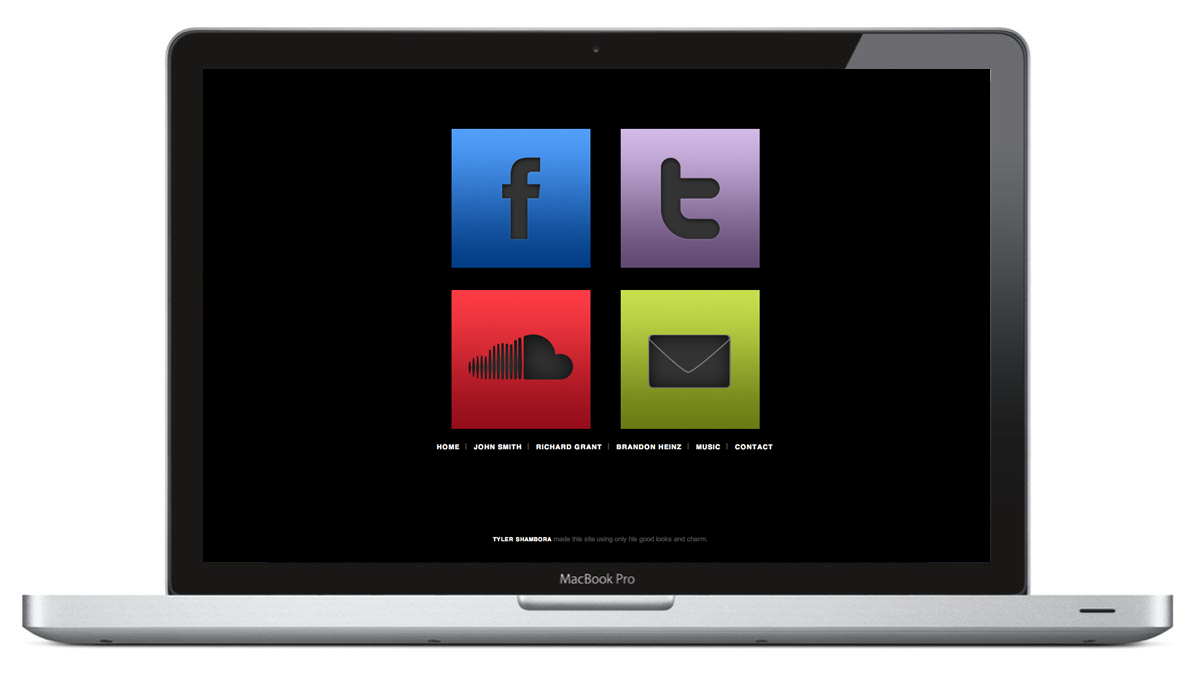 HOME | JOHN SMITH | RICHARD GRANT | BRANDON HEINZ | MUSIC | CONTACT
TYLER SHAMBORA made this site using only his good looks and charm.
MacBook Pro